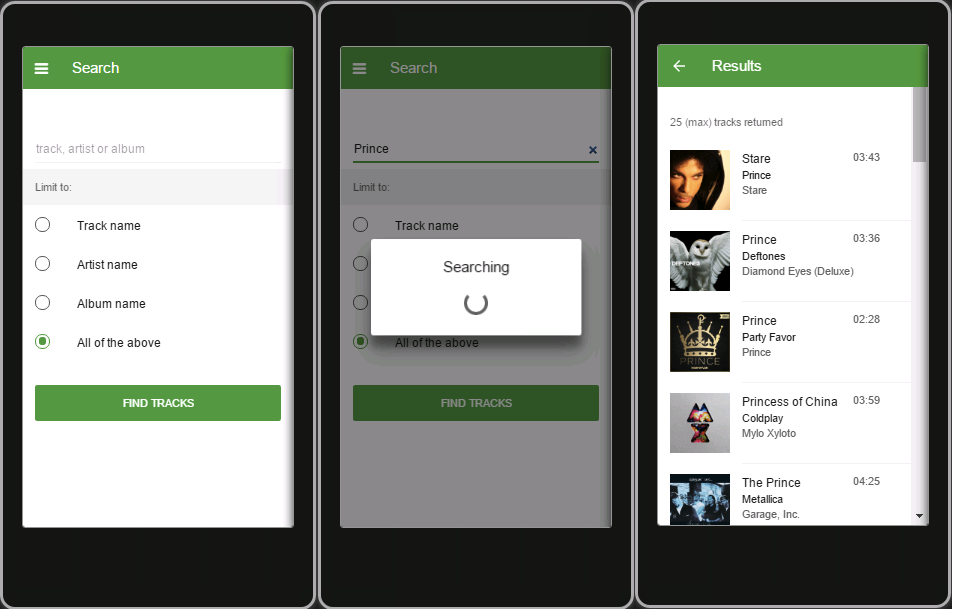 Search
track, artist or album
Limit to:
Track name
Artist name
Album name
All of the above
FIND TRACKS
Search
Prince
Limit to:
Track name
Searching
All of the above
FIND TRACKS
Results
25 (max) tracks returned
Stare 03:43
Prince
Stare
Prince 03:36
Deftones
Diamond Eyes (Deluxe)
DEFTONES
Prince 02:28
Party Favor
Prince
PRINCE
Princess of China 03:59
Coldplay
Mylo Xyloto
The Prince 04:25
Metallica
Garage, Inc.